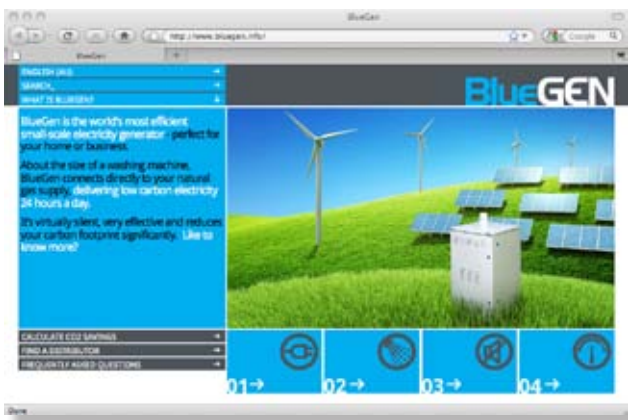 BlueGen
http://www.bluegen.info/
Google
BlueGen
ENGLISH (AU)
SEARCH_
WHAT IS BLUEGEN?
BlueGEN
BlueGen is the world's most efficient
small-scale electricity generator - perfect for
your home or business.
About the size of a washing machine,
BlueGen connects directly to your natural
gas supply, delivering low carbon electricity
24 hours a day.
It's virtually silent, very effective and reduces
your carbon footprint significantly. Like to
know more?
CALCULATE CO2 SAVINGS
FIND A DISTRIBUTOR
FREQUENTLY ASKED QUESTIONS
01
02
03
04
Done